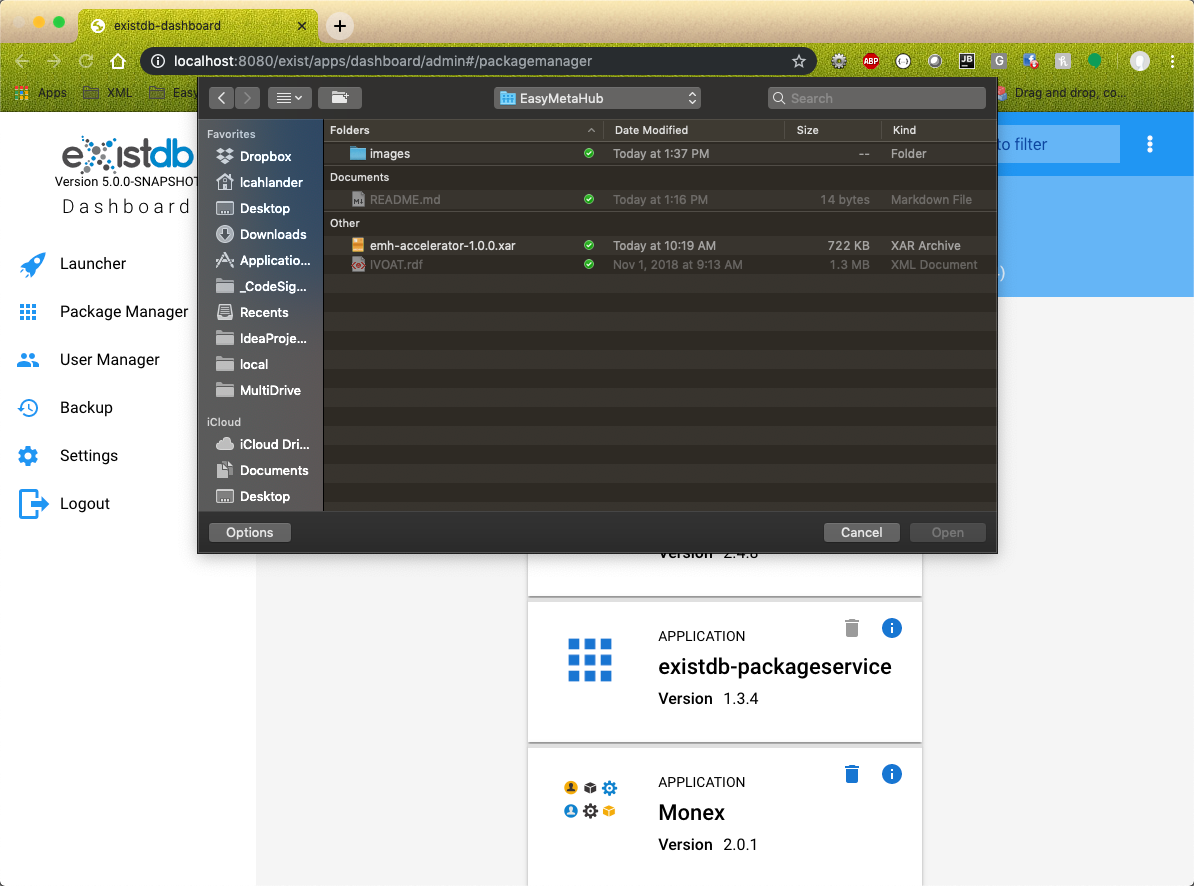 existdb-dashboard
localhost:8080/exist/apps/dashboard/admin#/packagemanager
ABP
JB
G
Apps
XML
Easy
Drag and drop, co...
EasyMetaHub
Search
existdb
Version 5.0.0-SNAPSHOT
Dashboard
to filter
Launcher
Package Manager
User Manager
Backup
Settings
Logout
Favorites
Dropbox
lcahlander
Desktop
Downloads
Applicatio...
_CodeSig...
Recents
IdeaProje...
local
MultiDrive
iCloud
iCloud Dri...
Documents
Desktop
Folders Date Modified Size Kind
images Today at 1:37 PM -- Folder
Documents
README.md Today at 1:16 PM 14 bytes Markdown File
Other
emh-accelerator-1.0.0.xar Today at 10:19 AM 722 KB XAR Archive
IVOAT.rdf Nov 1, 2018 at 9:13 AM 1.3 MB XML Document
Options
Cancel
Open
Version 2.4.8
APPLICATION
existdb-packageservice
Version 1.3.4
APPLICATION
Monex
Version 2.0.1